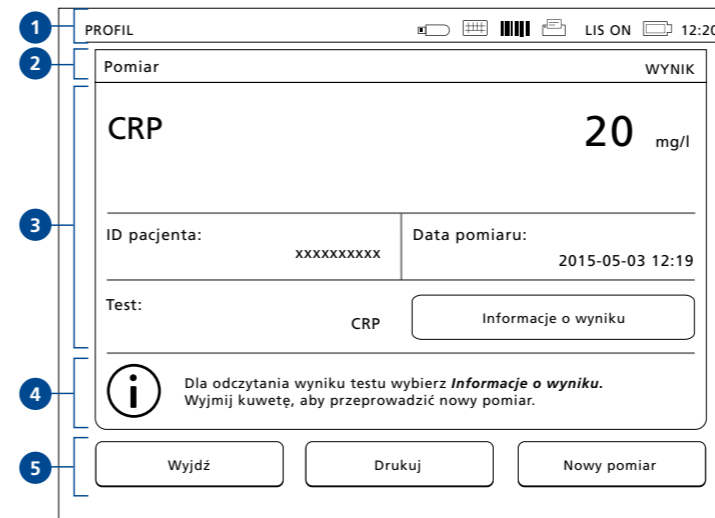 1 PROFIL LIS ON 12:20
2 Pomiar WYNIK
CRP 20 mg/l
3
ID pacjenta: Data pomiaru:
xxxxxxxxxx 2015-05-03 12:19
Test:
CRP Informacje o wyniku
4
Dla odczytania wyniku testu wybierz Informacje o wyniku.
Wyjmij kuwetę, aby przeprowadzić nowy pomiar.
5 Wyjdź Drukuj Nowy pomiar